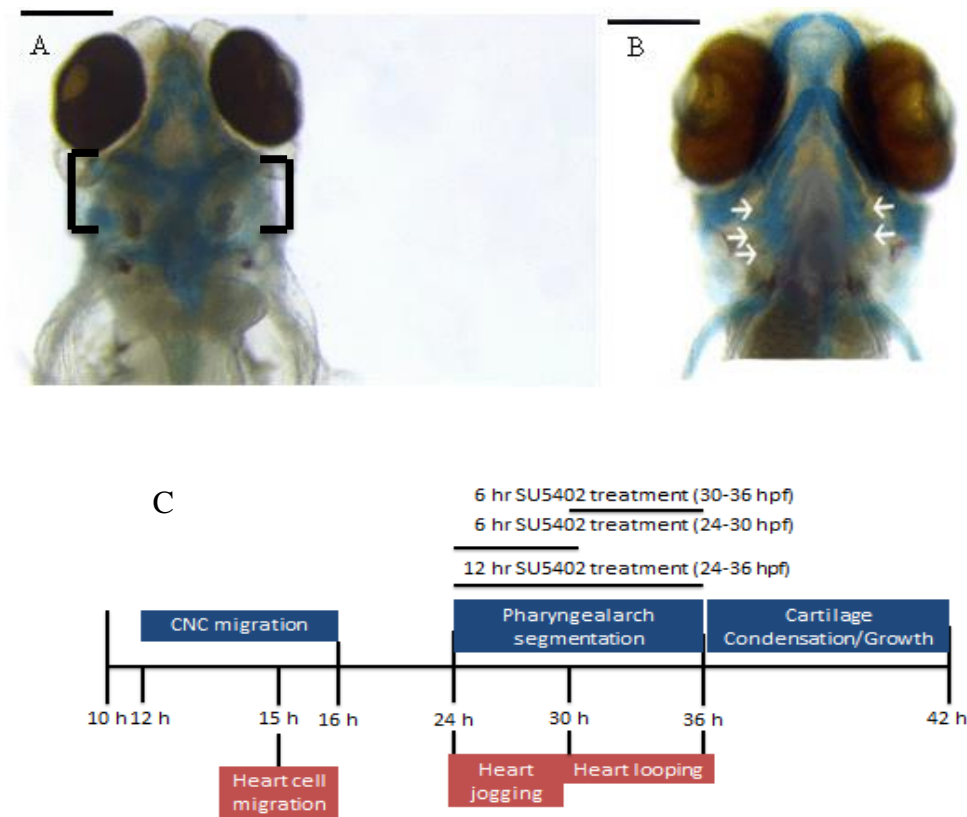 A
B
C
6 hr SU5402 treatment (30-36 hpf)
6 hr SU5402 treatment (24-30 hpf)
12 hr SU5402 treatment (24-36 hpf)
CNC migration
Pharyngealarch
segmentation
Cartilage
Condensation/Growth
10 h 12 h 15 h 16 h 24 h 30 h 36 h 42 h
Heart cell
migration
Heart
jogging
Heart looping